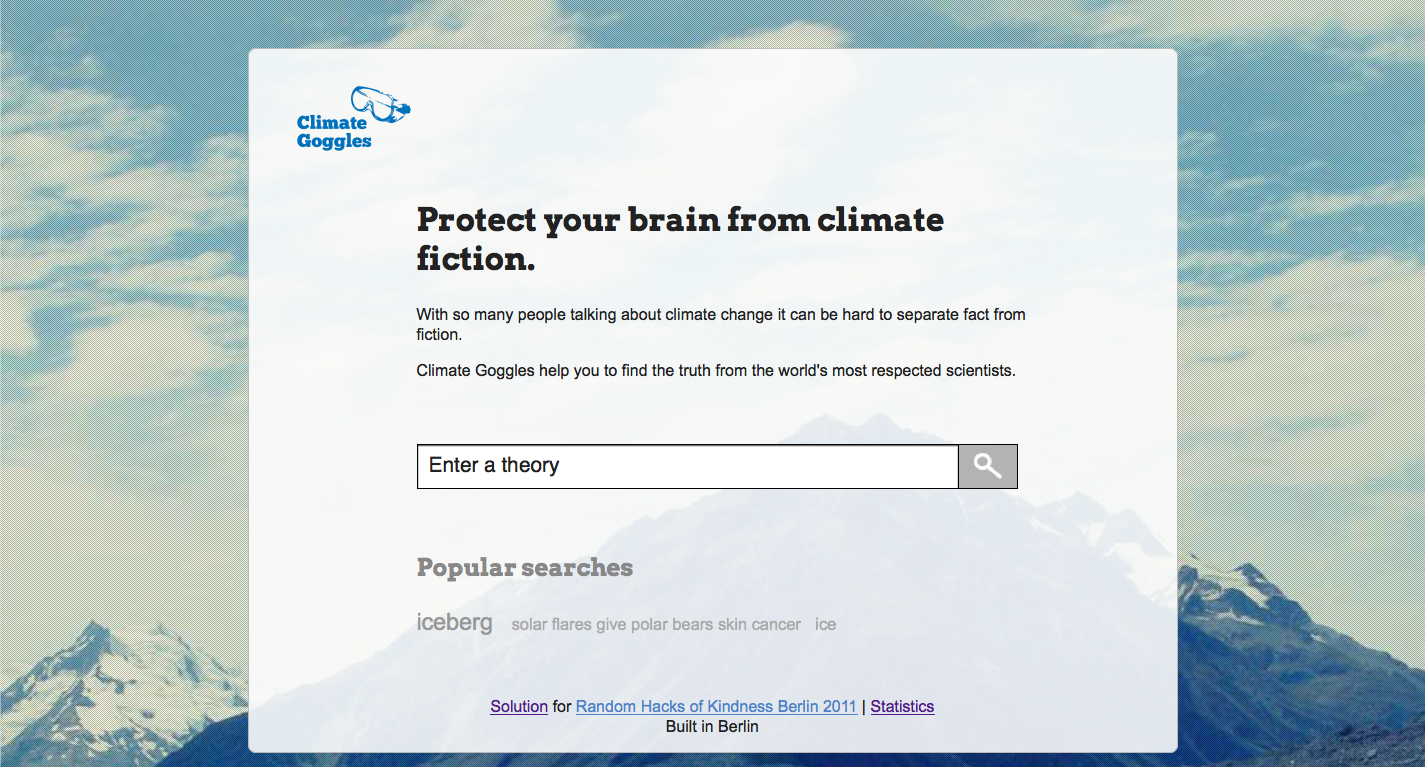 Climate
Goggles
Protect your brain from climate
fiction.
With so many people talking about climate change it can be hard to separate fact from
fiction.
Climate Goggles help you to find the truth from the world's most respected scientists.
Enter a theory
Popular searches
iceberg solar flares give polar bears skin cancer ice
Solution for Random Hacks of Kindness Berlin 2011 | Statistics
Built in Berlin